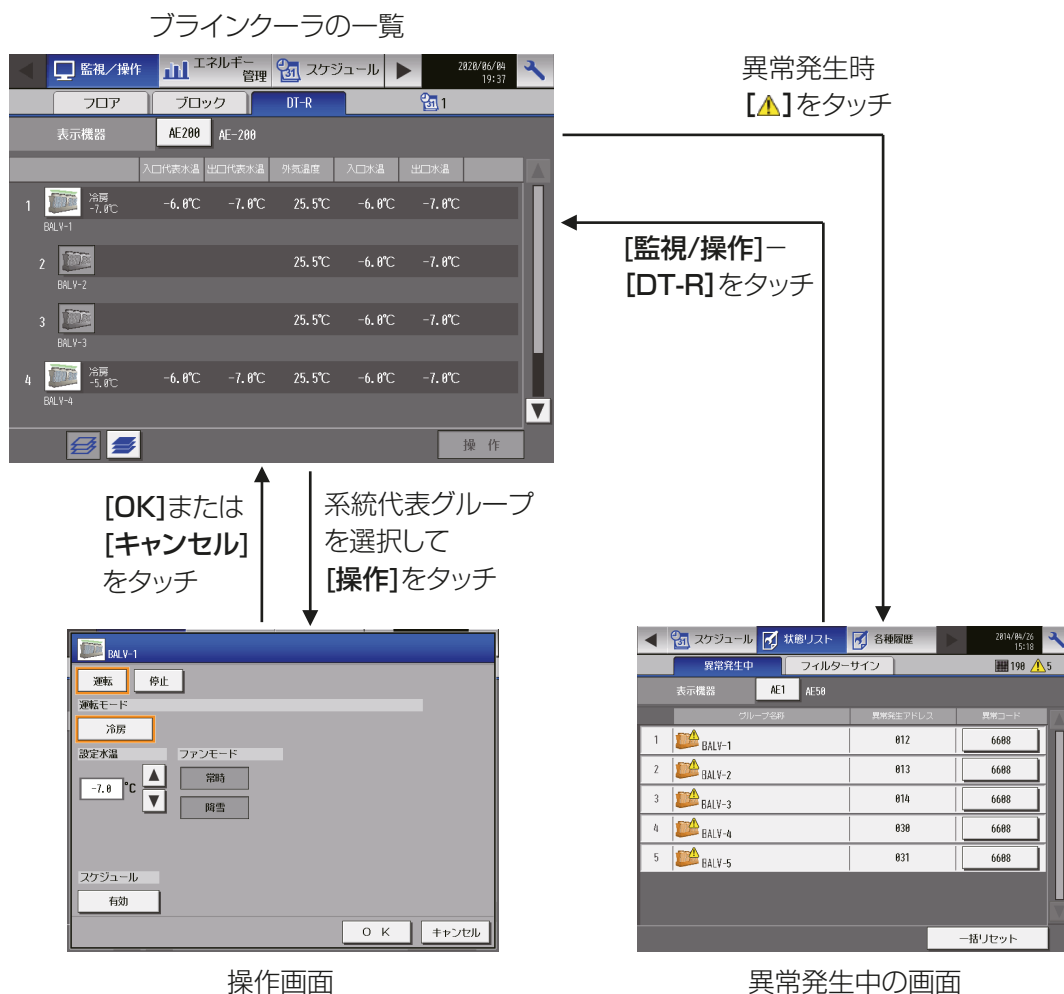 ブラインクーラの一覧
監視/操作
エネルギー
管理
スケジュール
2020/06/04
19:37
フロア
ブロック
DT-R
1
表示機器
AE200
AE-200
入口代表水温
出口代表水温
外気温度
入口水温
出口水温
1
冷房
-7.0℃
-6.0℃ -7.0℃ 25.5℃ -6.0℃ -7.0℃
BALV-1
2
25.5℃ -6.0℃ -7.0℃
BALV-2
3
25.5℃ -6.0℃ -7.0℃
BALV-3
4
冷房
-5.0℃
-6.0℃ -7.0℃ 25.5℃ -6.0℃ -7.0℃
BALV-4
操 作
異常発生時
[⚠]をタッチ
[監視/操作]−
[DT-R]をタッチ
[OK]または
[キャンセル]
をタッチ
系統代表グループ
を選択して
[操作]をタッチ
BALV-1
運転
停止
運転モード
冷房
設定水温
ファンモード
-7.0 ℃
常時
降雪
スケジュール
有効
O K
キャンセル
操作画面
スケジュール
状態リスト
各種履歴
2014/04/26
15:18
異常発生中
フィルターサイン
190
5
表示機器
AE1
AE50
グループ名称
異常発生アドレス
異常コード
1 BALV-1 012 6608
2 BALV-2 013 6608
3 BALV-3 014 6608
4 BALV-4 030 6608
5 BALV-5 031 6608
一括リセット
異常発生中の画面